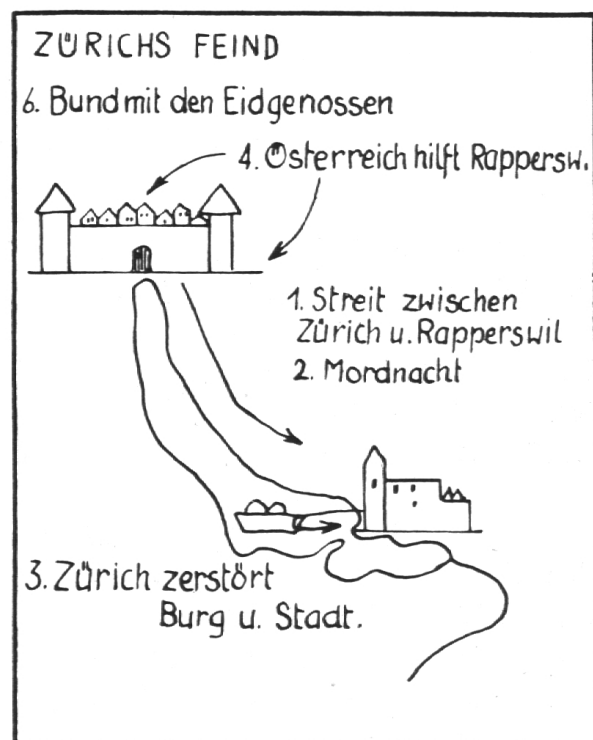 ZÜRICHS FEIND
6. Bund mit den Eidgenossen
4. Österreich hilft Rappersw.
1. Streit zwischen
Zürich u. Rapperswil
2. Mordnacht
3. Zürich zerstört
Burg u. Stadt.